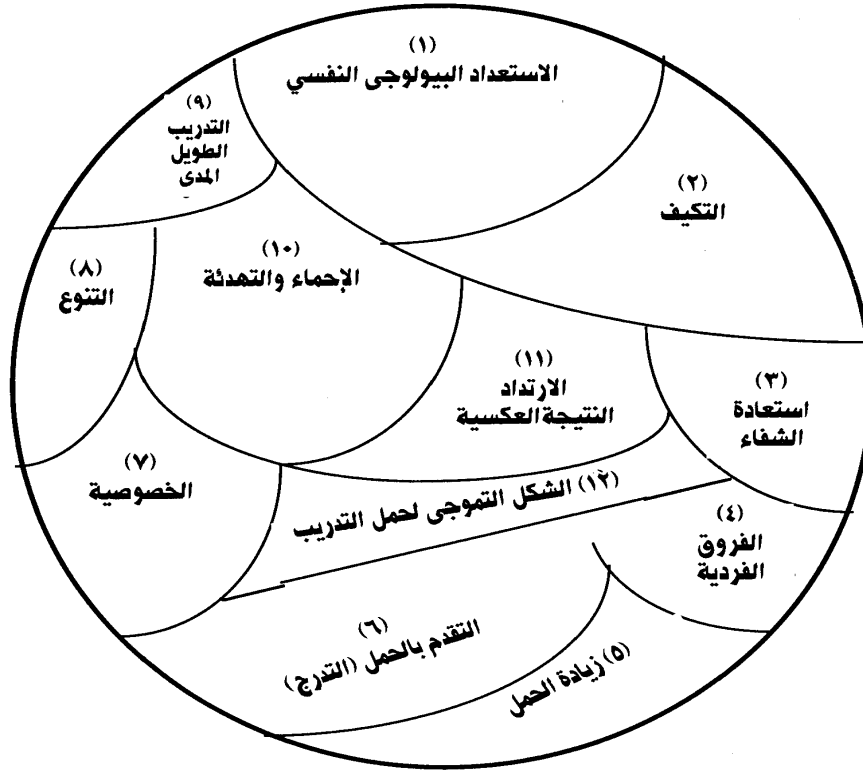 (١)
الاستعداد البيولوجى النفسي
(٢)
التكيف
(٣)
استعادة
الشفاء
(٤)
الفروق
الفردية
(٥) زيادة الحمل
(٦)
التقدم بالحمل (التدرج)
(٧)
الخصوصية
(٨)
التنوع
(٩)
التدريب
الطويل
المدى
(١٠)
الإحماء والتهدئة
(١١)
الارتداد
النتيجة العكسية
(١٢) الشكل التموجى لحمل التدريب